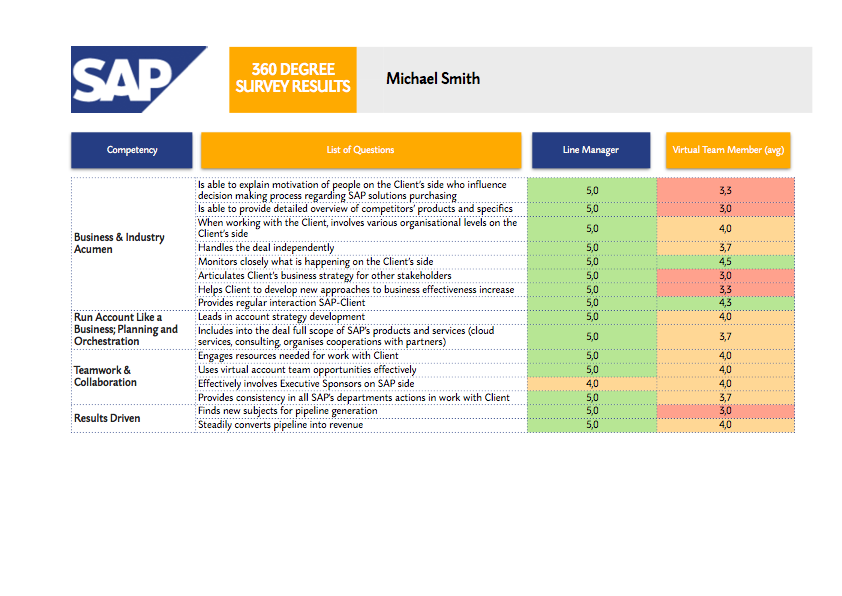 SAP
360 DEGREE
SURVEY RESULTS
Michael Smith
Competency
List of Questions
Line Manager
Virtual Team Member (avg)
Business & Industry
Acumen
Is able to explain motivation of people on the Client's side who influence
decision making process regarding SAP solutions purchasing
5,0
3,3
Is able to provide detailed overview of competitors' products and specifics
5,0
3,0
When working with the Client, involves various organisational levels on the
Client's side
5,0
4,0
Handles the deal independently
5,0
3,7
Monitors closely what is happening on the Client's side
5,0
4,5
Articulates Client's business strategy for other stakeholders
5,0
3,0
Helps Client to develop new approaches to business effectiveness increase
5,0
3,3
Provides regular interaction SAP-Client
5,0
4,3
Run Account Like a
Business; Planning and
Orchestration
Leads in account strategy development
5,0
4,0
Includes into the deal full scope of SAP's products and services (cloud
services, consulting, organises cooperations with partners)
5,0
3,7
Teamwork &
Collaboration
Engages resources needed for work with Client
5,0
4,0
Uses virtual account team opportunities effectively
5,0
4,0
Effectively involves Executive Sponsors on SAP side
4,0
4,0
Provides consistency in all SAP's departments actions in work with Client
5,0
3,7
Results Driven
Finds new subjects for pipeline generation
5,0
3,0
Steadily converts pipeline into revenue
5,0
4,0